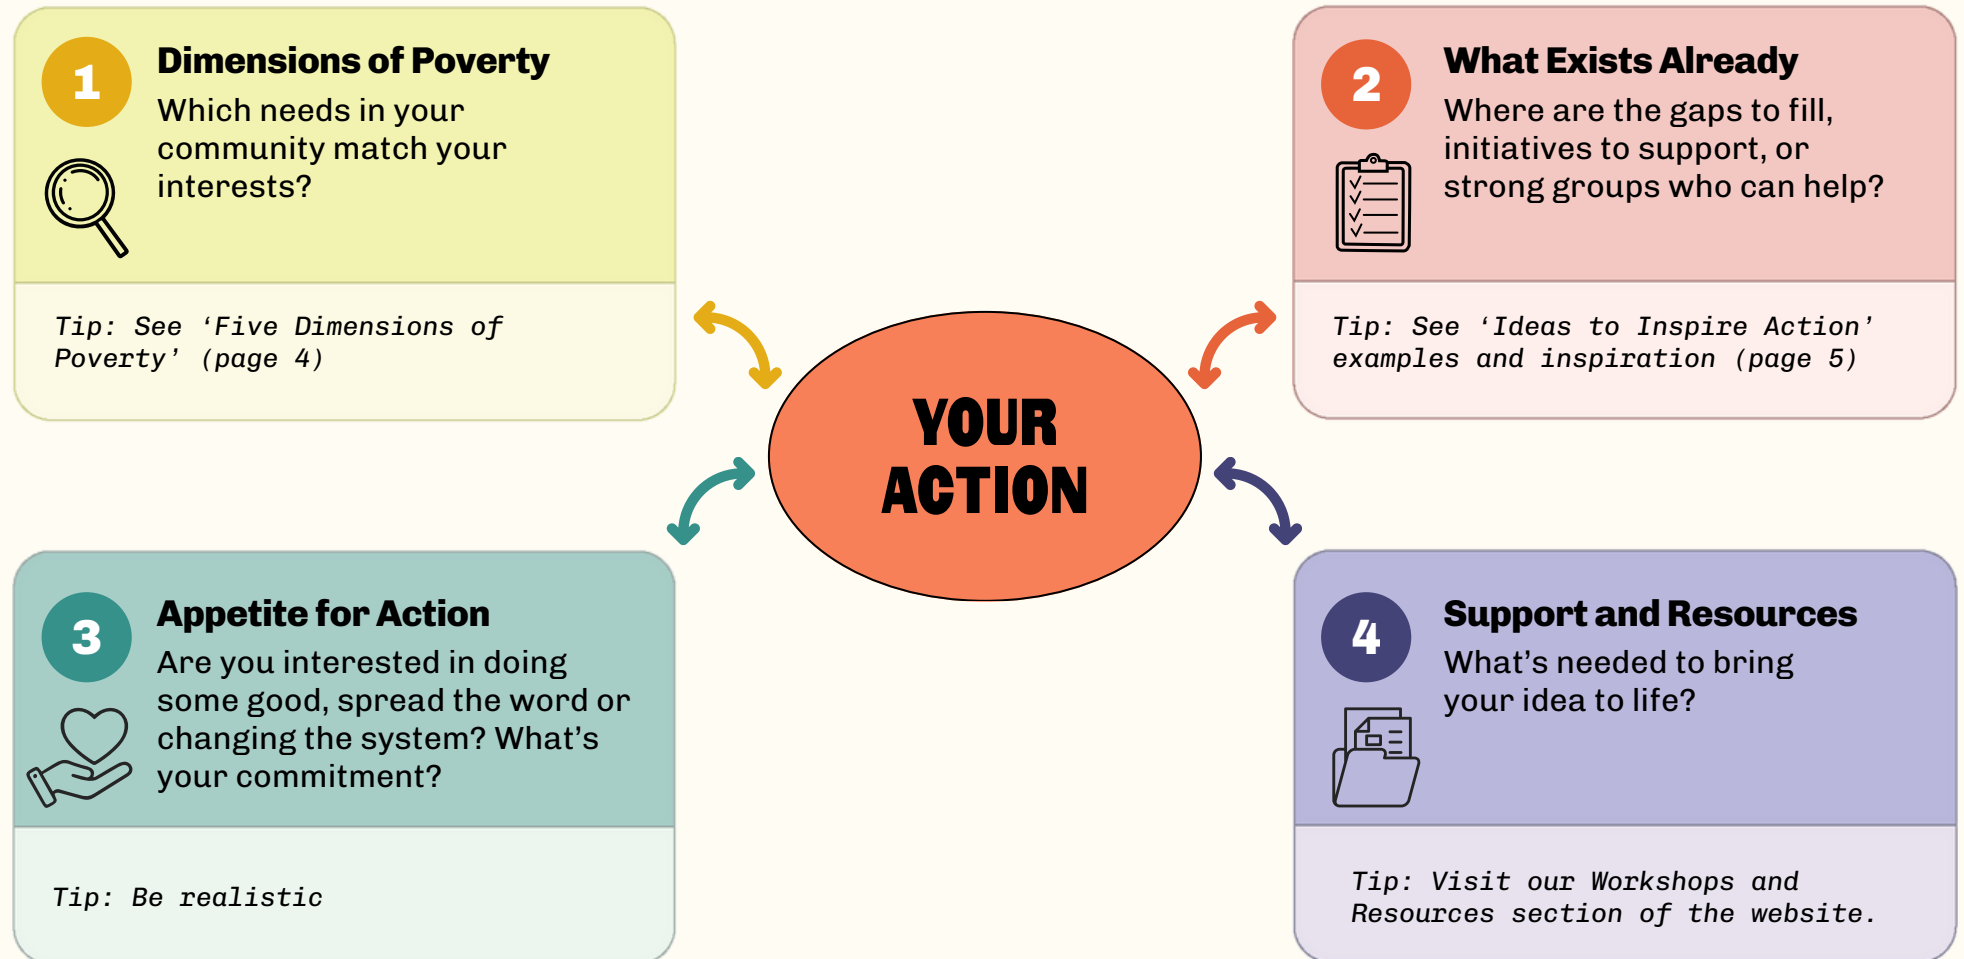 1
Dimensions of Poverty
Which needs in your
community match your
interests?
Tip: See ‘Five Dimensions of
Poverty’ (page 4)
2
What Exists Already
Where are the gaps to fill,
initiatives to support, or
strong groups who can help?
Tip: See ‘Ideas to Inspire Action’
examples and inspiration (page 5)
YOUR
ACTION
3
Appetite for Action
Are you interested in doing
some good, spread the word or
changing the system? What’s
your commitment?
Tip: Be realistic
4
Support and Resources
What’s needed to bring
your idea to life?
Tip: Visit our Workshops and
Resources section of the website.